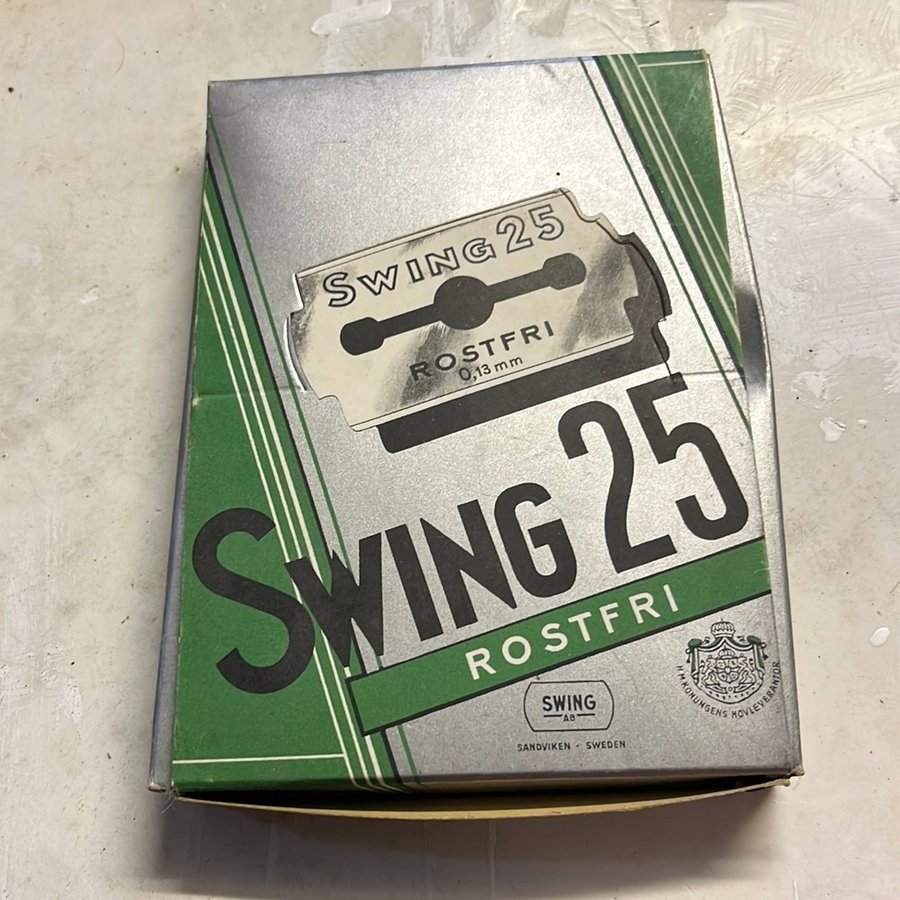 SWING 25
ROSTFRI
0,13 mm
SWING 25
ROSTFRI
SWING
AB
SANDVIKEN - SWEDEN
H.M.KONUNGENS HOVLEVERANTÖR